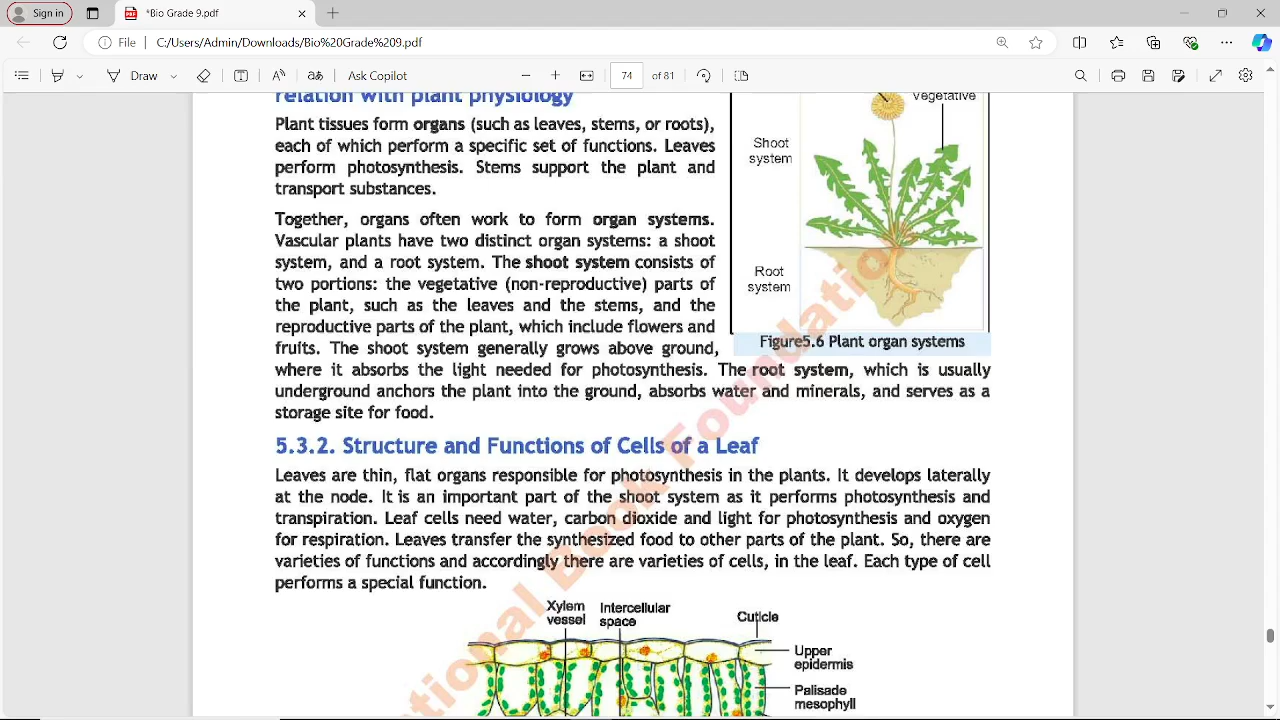 Sign in
*Bio Grade 9.pdf
File
C:/Users/Admin/Downloads/Bio%20Grade%209.pdf
Draw
Ask Copilot
74
of 81
relation with plant physiology
Plant tissues form organs (such as leaves, stems, or roots),
each of which perform a specific set of functions. Leaves
perform photosynthesis. Stems support the plant and
transport substances.
Together, organs often work to form organ systems.
Vascular plants have two distinct organ systems: a shoot
system, and a root system. The shoot system consists of
two portions: the vegetative (non-reproductive) parts of
the plant, such as the leaves and the stems, and the
reproductive parts of the plant, which include flowers and
fruits. The shoot system generally grows above ground,
where it absorbs the light needed for photosynthesis. The root system, which is usually
underground anchors the plant into the ground, absorbs water and minerals, and serves as a
storage site for food.
Vegetative
Shoot
system
Root
system
Figure5.6 Plant organ systems
5.3.2. Structure and Functions of Cells of a Leaf
Leaves are thin, flat organs responsible for photosynthesis in the plants. It develops laterally
at the node. It is an important part of the shoot system as it performs photosynthesis and
transpiration. Leaf cells need water, carbon dioxide and light for photosynthesis and oxygen
for respiration. Leaves transfer the synthesized food to other parts of the plant. So, there are
varieties of functions and accordingly there are varieties of cells, in the leaf. Each type of cell
performs a special function.
Xylem
vessel
Intercellular
space
Cuticle
Upper
epidermis
Palisade
mesophyll
ational Book Foundatio